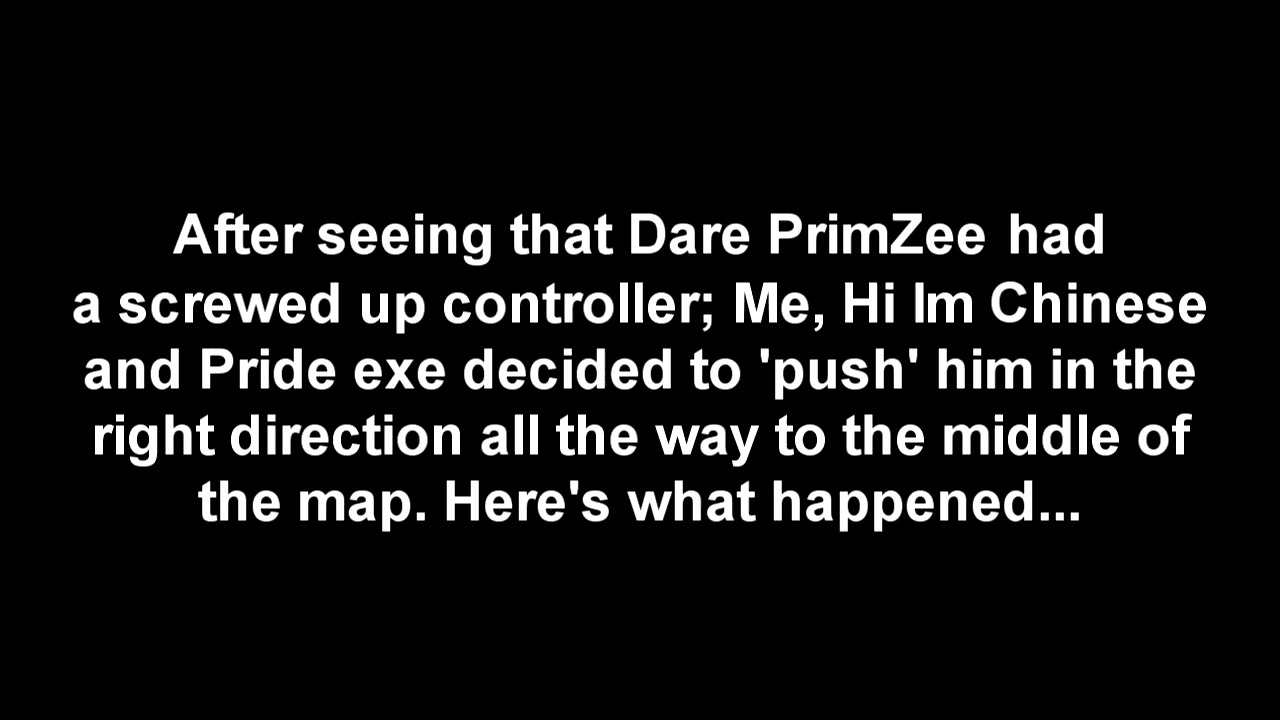 After seeing that Dare PrimZee had
a screwed up controller; Me, Hi Im Chinese
and Pride exe decided to 'push' him in the
right direction all the way to the middle of
the map. Here's what happened...